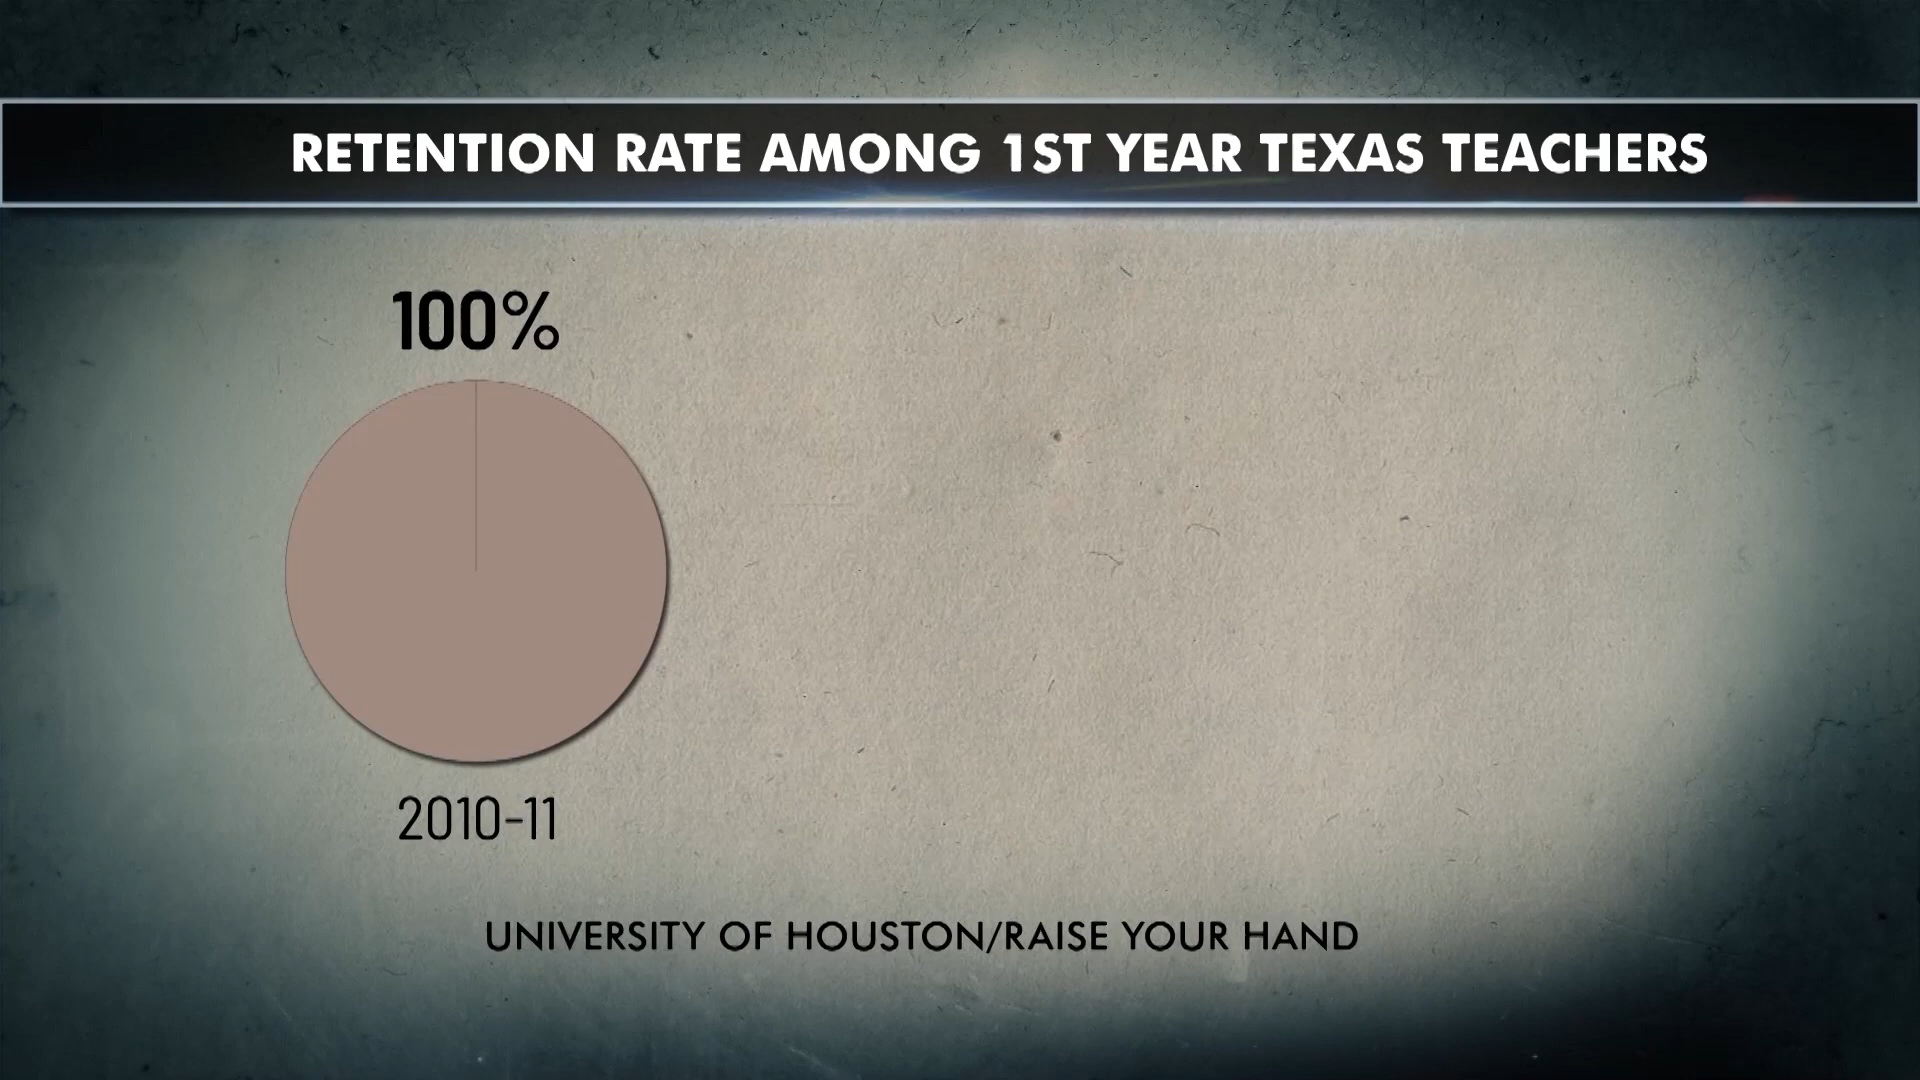 RETENTION RATE AMONG 1ST YEAR TEXAS TEACHERS
100%
2010-11
UNIVERSITY OF HOUSTON/RAISE YOUR HAND